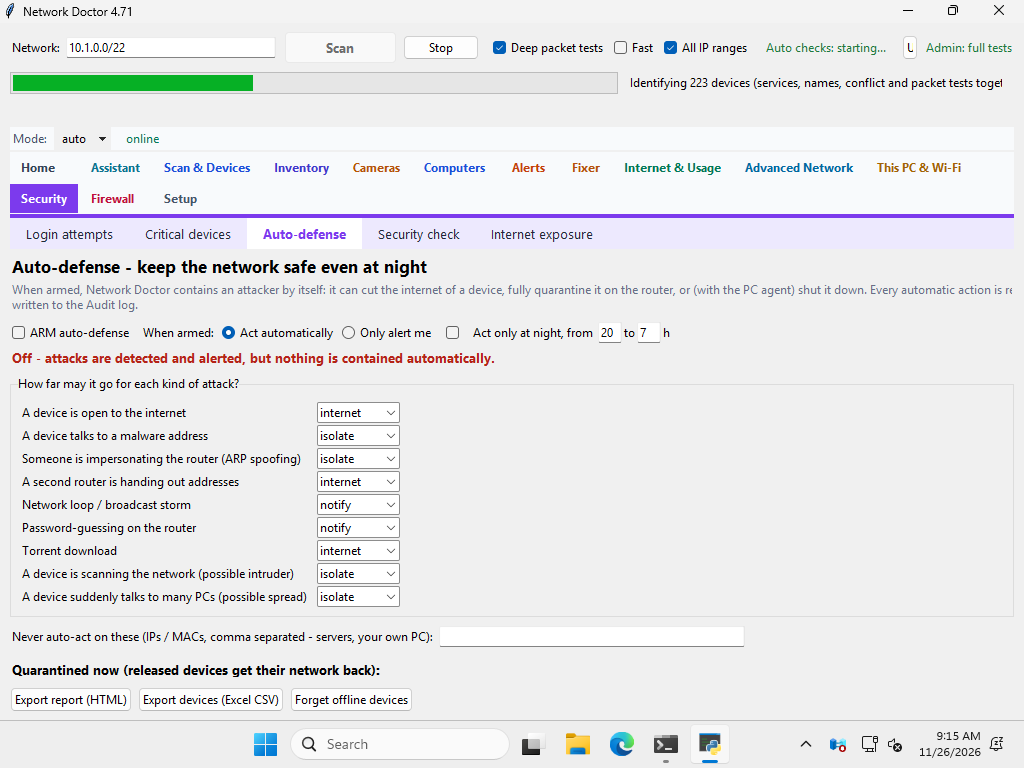 Network Doctor 4.71
Network: 10.1.0.0/22 Scan Stop Deep packet tests Fast All IP ranges Auto checks: starting... Admin: full tests
Identifying 223 devices (services, names, conflict and packet tests toget
Mode: auto online
Home Assistant Scan & Devices Inventory Cameras Computers Alerts Fixer Internet & Usage Advanced Network This PC & Wi-Fi
Security Firewall Setup
Login attempts Critical devices Auto-defense Security check Internet exposure
Auto-defense - keep the network safe even at night
When armed, Network Doctor contains an attacker by itself: it can cut the internet of a device, fully quarantine it on the router, or (with the PC agent) shut it down. Every automatic action is re
written to the Audit log.
ARM auto-defense When armed: Act automatically Only alert me Act only at night, from 20 to 7 h
Off - attacks are detected and alerted, but nothing is contained automatically.
How far may it go for each kind of attack?
A device is open to the internet internet
A device talks to a malware address isolate
Someone is impersonating the router (ARP spoofing) isolate
A second router is handing out addresses internet
Network loop / broadcast storm notify
Password-guessing on the router notify
Torrent download internet
A device is scanning the network (possible intruder) isolate
A device suddenly talks to many PCs (possible spread) isolate
Never auto-act on these (IPs / MACs, comma separated - servers, your own PC):
Quarantined now (released devices get their network back):
Export report (HTML) Export devices (Excel CSV) Forget offline devices
Search
9:15 AM
11/26/2026